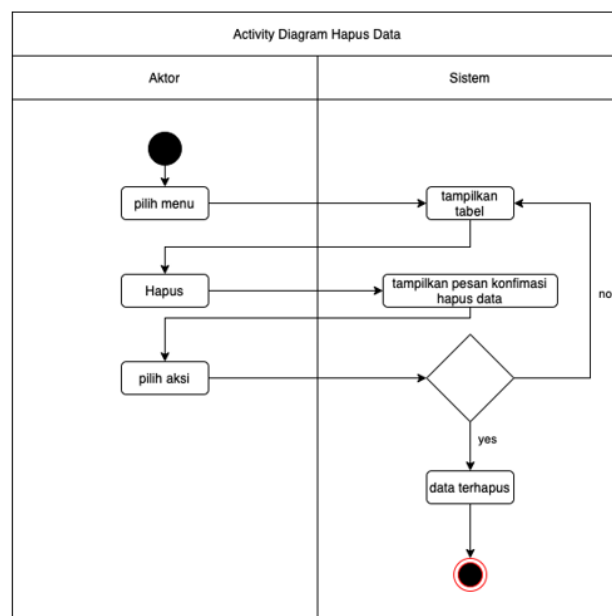 Activity Diagram Hapus Data
Aktor
Sistem
pilih menu
tampilkan
tabel
Hapus
tampilkan pesan konfimasi
hapus data
no
pilih aksi
yes
data terhapus